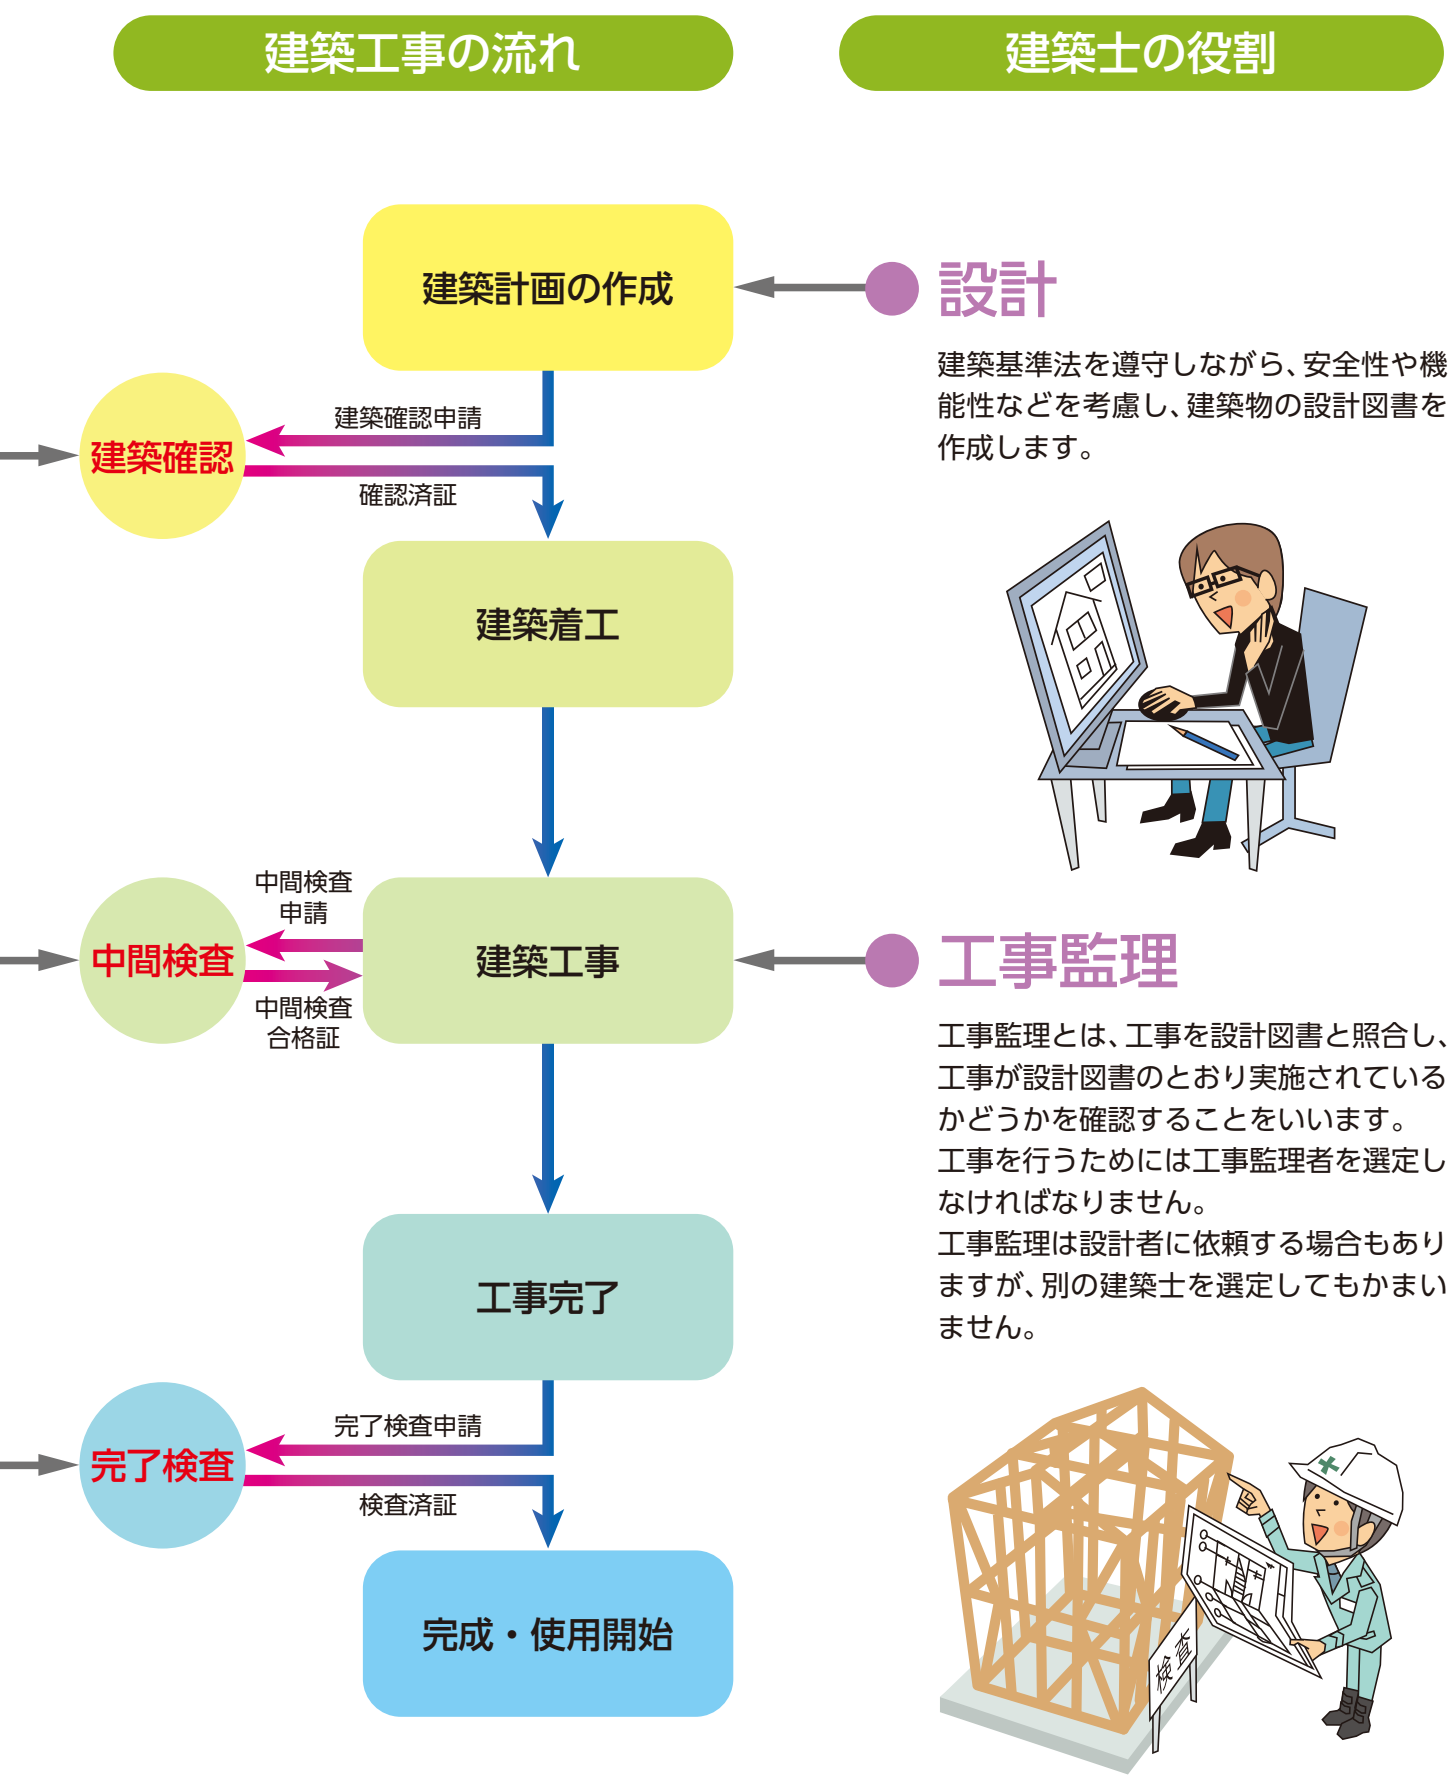 建築工事の流れ
建築士の役割
建築計画の作成
建築確認申請
建築確認
確認済証
建築着工
中間検査
申請
中間検査
建築工事
中間検査
合格証
工事完了
完了検査申請
完了検査
検査済証
完成・使用開始
設計
建築基準法を遵守しながら、安全性や機
能性などを考慮し、建築物の設計図書を
作成します。
工事監理
工事監理とは、工事を設計図書と照合し、
工事が設計図書のとおり実施されている
かどうかを確認することをいいます。
工事を行うためには工事監理者を選定し
なければなりません。
工事監理は設計者に依頼する場合もあり
ますが、別の建築士を選定してもかまい
ません。
検査